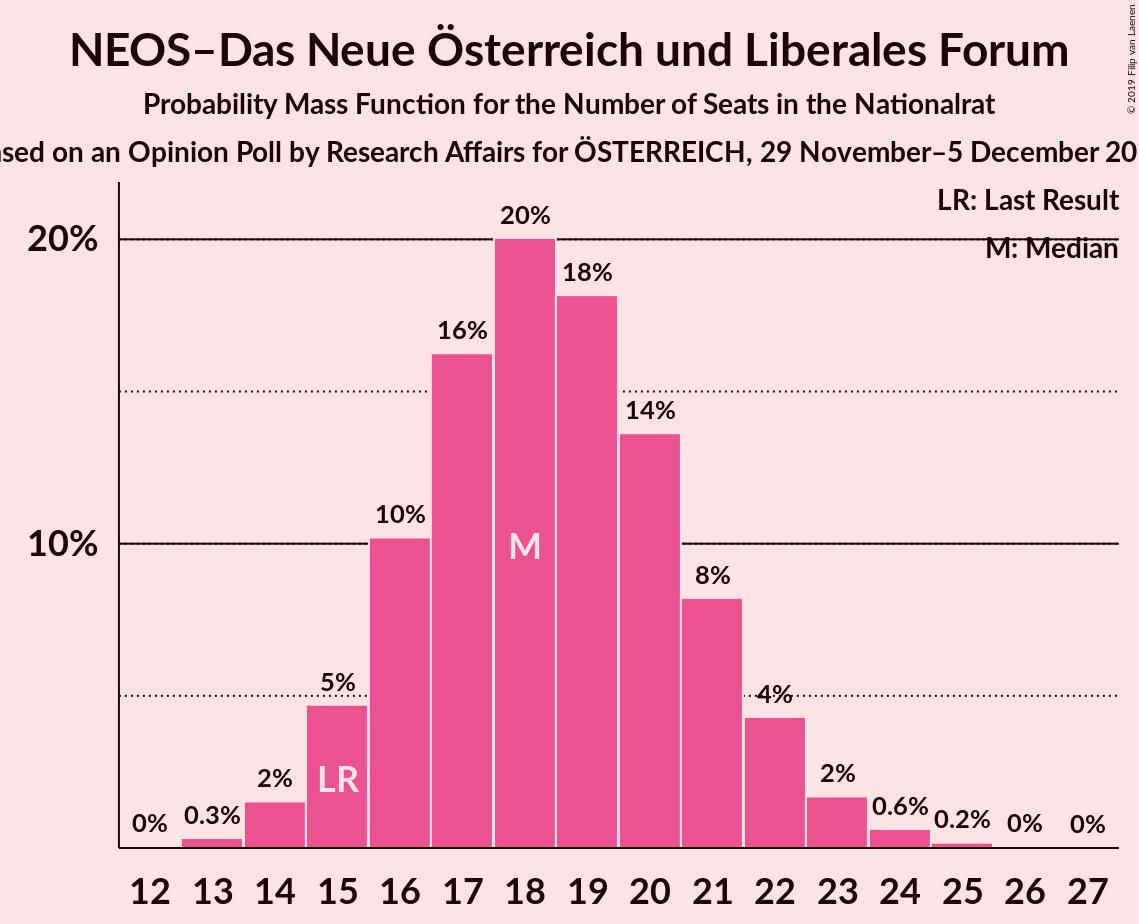 NEOS–Das Neue Österreich und Liberales Forum
Probability Mass Function for the Number of Seats in the Nationalrat
on an Opinion Poll by Research Affairs for ÖSTERREICH, 29 November–5 December
© 2019 Filip van Laenen
LR: Last Result
M: Median
20%
10%
0%
0.3%
2%
5%
10%
16%
20%
18%
14%
8%
4%
2%
0.6%
0.2%
0%
0%
LR
M
12 13 14 15 16 17 18 19 20 21 22 23 24 25 26 27